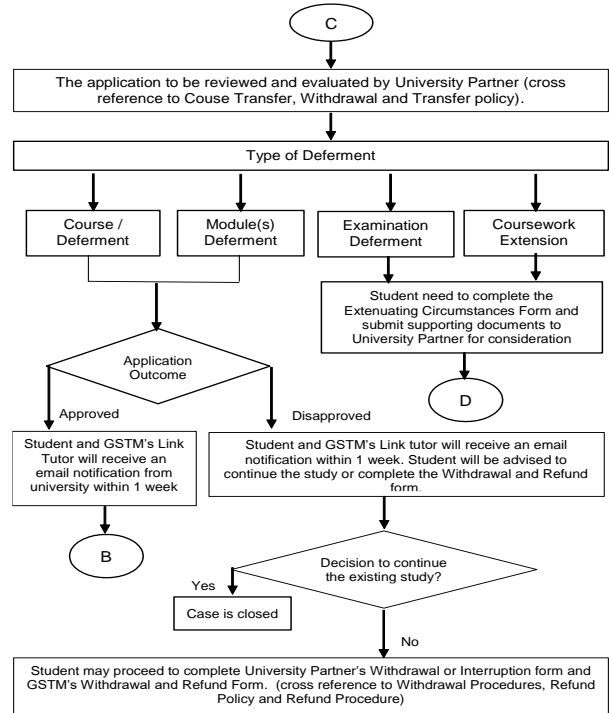 C
The application to be reviewed and evaluated by University Partner (cross
reference to Couse Transfer, Withdrawal and Transfer policy).
Type of Deferment
Course /
Deferment
Module(s)
Deferment
Examination
Deferment
Coursework
Extension
Student need to complete the
Extenuating Circumstances Form and
submit supporting documents to
University Partner for consideration
Application
Outcome
D
Approved
Disapproved
Student and GSTM's Link
Tutor will receive an
email notification from
university within 1 week
Student and GSTM's Link tutor will receive an email
notification within 1 week. Student will be advised to
continue the study or complete the Withdrawal and Refund
form.
B
Decision to continue
the existing study?
Yes
Case is closed
No
Student may proceed to complete University Partner's Withdrawal or Interruption form and
GSTM's Withdrawal and Refund Form. (cross reference to Withdrawal Procedures, Refund
Policy and Refund Procedure)